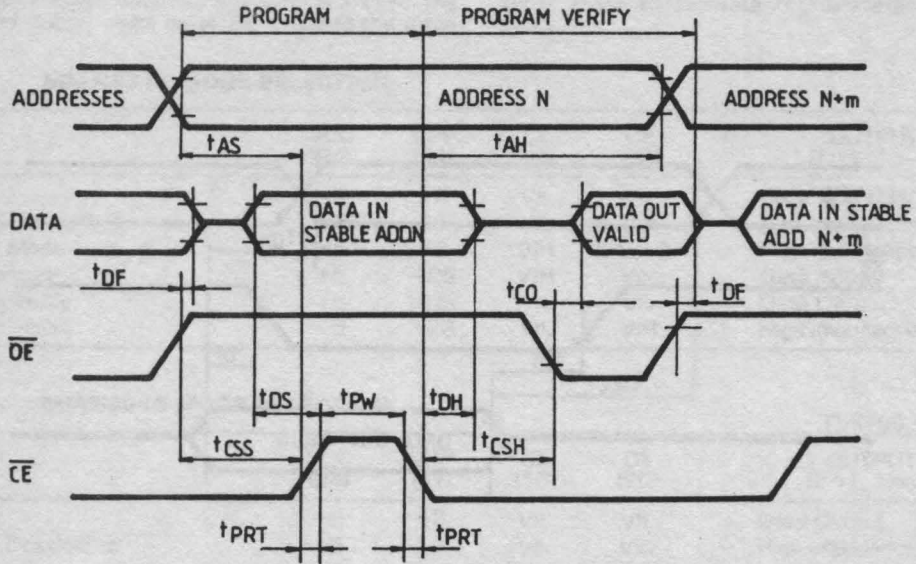 PROGRAM PROGRAM VERIFY
ADDRESSES ADDRESS N ADDRESS N+m
tAS tAH
DATA DATA IN STABLE ADDN DATA OUT VALID DATA IN STABLE ADD N+m
tDF tCO tDF
OE
tDS tPW tDH
tCSS tCSH
CE
tPRT tPRT